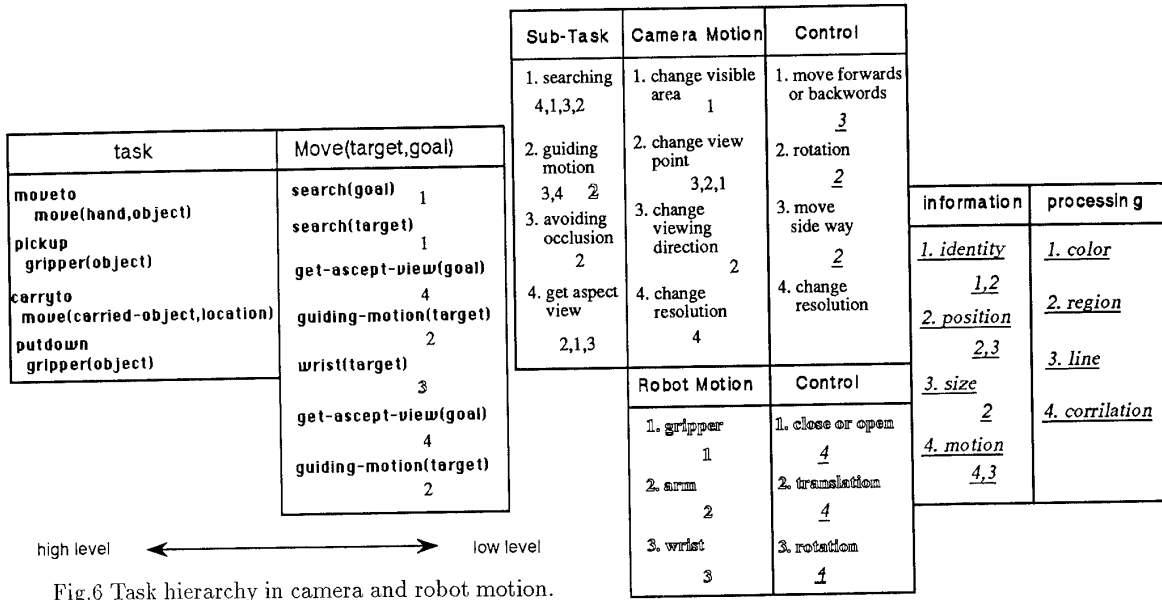 task
moveto
move(hand,object)
pickup
gripper(object)
carryto
move(carried-object,location)
putdown
gripper(object)
Move(target,goal)
search(goal)
1
search(target)
1
get-ascept-view(goal)
4
guiding-motion(target)
2
wrist(target)
3
get-ascept-view(goal)
4
guiding-motion(target)
2
Sub-Task
1. searching
4,1,3,2
2. guiding
motion
3,4 2
3. avoiding
occlusion
2
4. get aspect
view
2,1,3
Camera Motion
1. change visible
area
1
2. change view
point
3,2,1
3. change
viewing
direction
2
4. change
resolution
4
Control
1. move forwards
or backwords
3
2. rotation
2
3. move
side way
2
4. change
resolution
Robot Motion
1. gripper
1
2. arm
2
3. wrist
3
Control
1. close or open
4
2. translation
4
3. rotation
4
information
1. identity
1,2
2. position
2,3
3. size
2
4. motion
4,3
processing
1. color
2. region
3. line
4. corrilation
high level
low level
Fig.6 Task hierarchy in camera and robot motion.